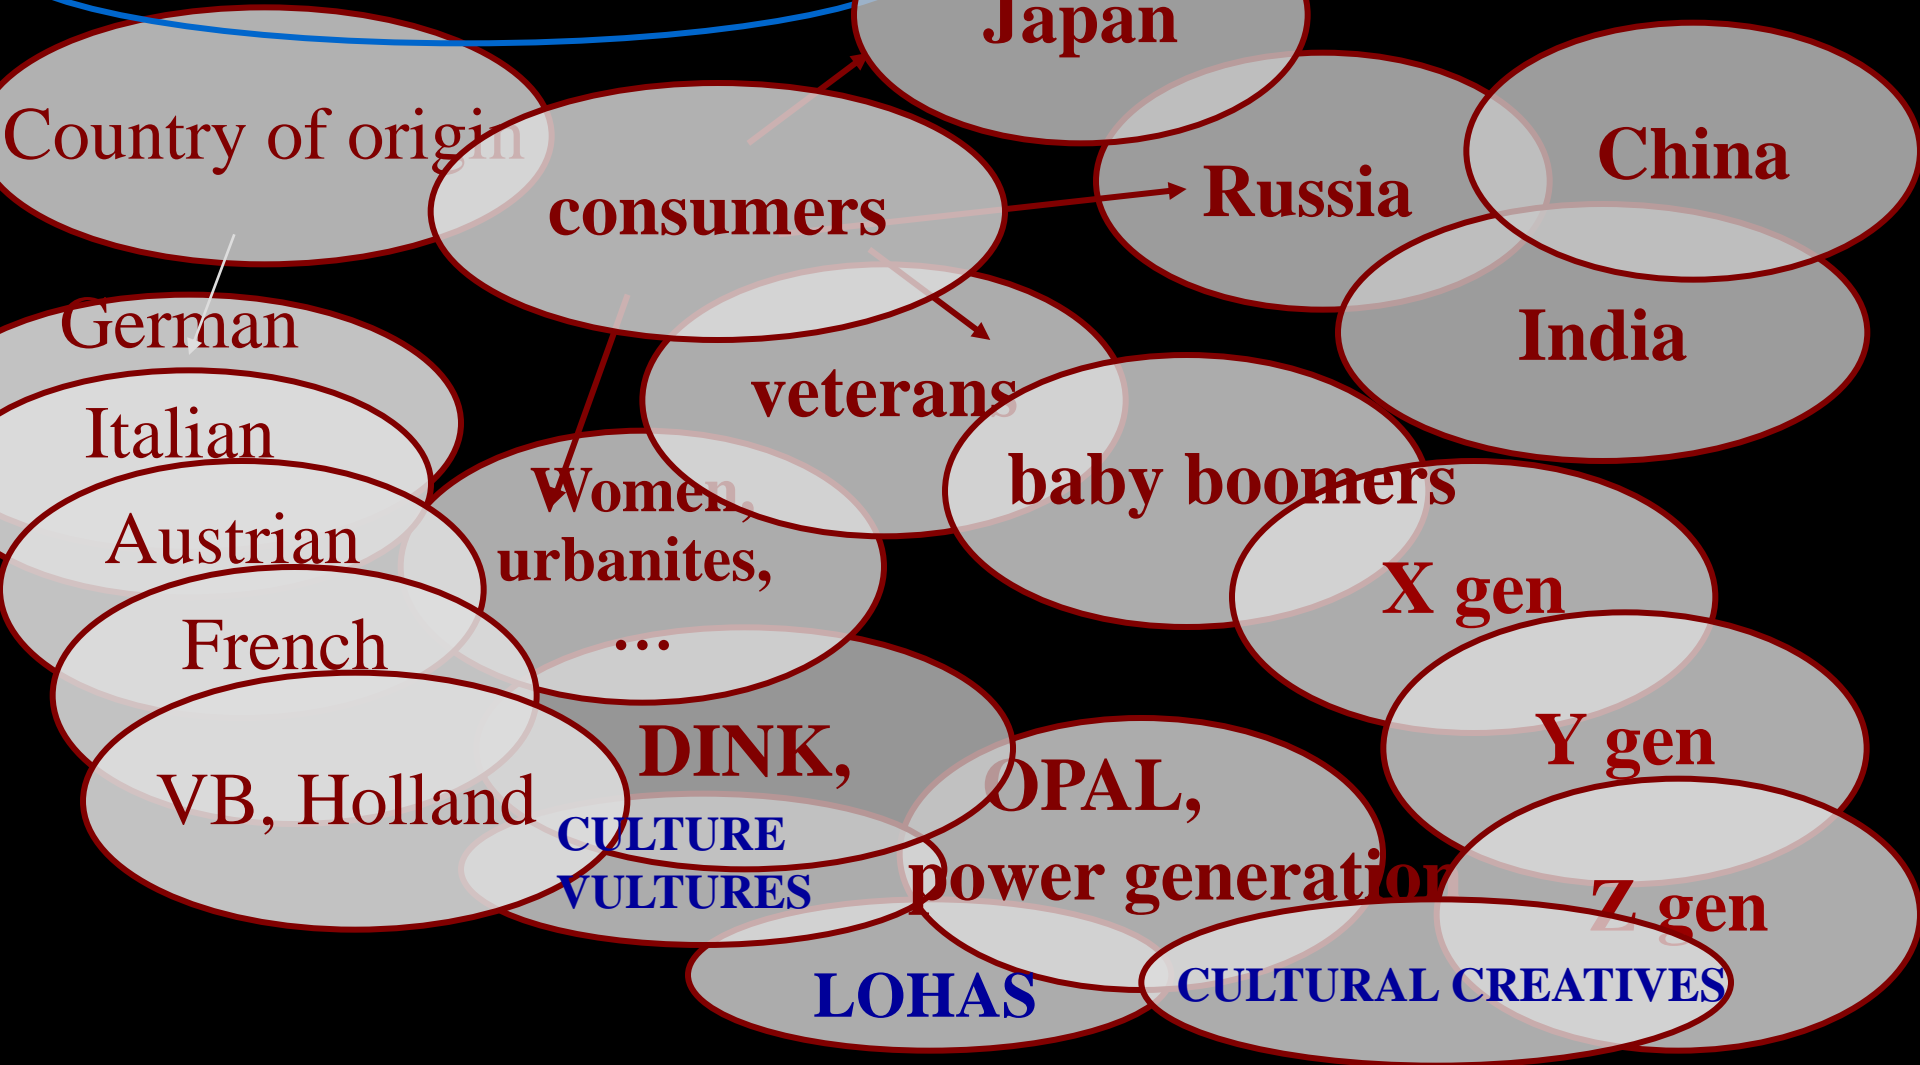 Japan
Country of origin
China
Russia
consumers
German
India
veterans
Italian
baby boomers
Women,
urbanites,
...
Austrian
X gen
French
DINK,
Y gen
OPAL,
power generation
VB, Holland
CULTURE
VULTURES
Z gen
LOHAS
CULTURAL CREATIVES